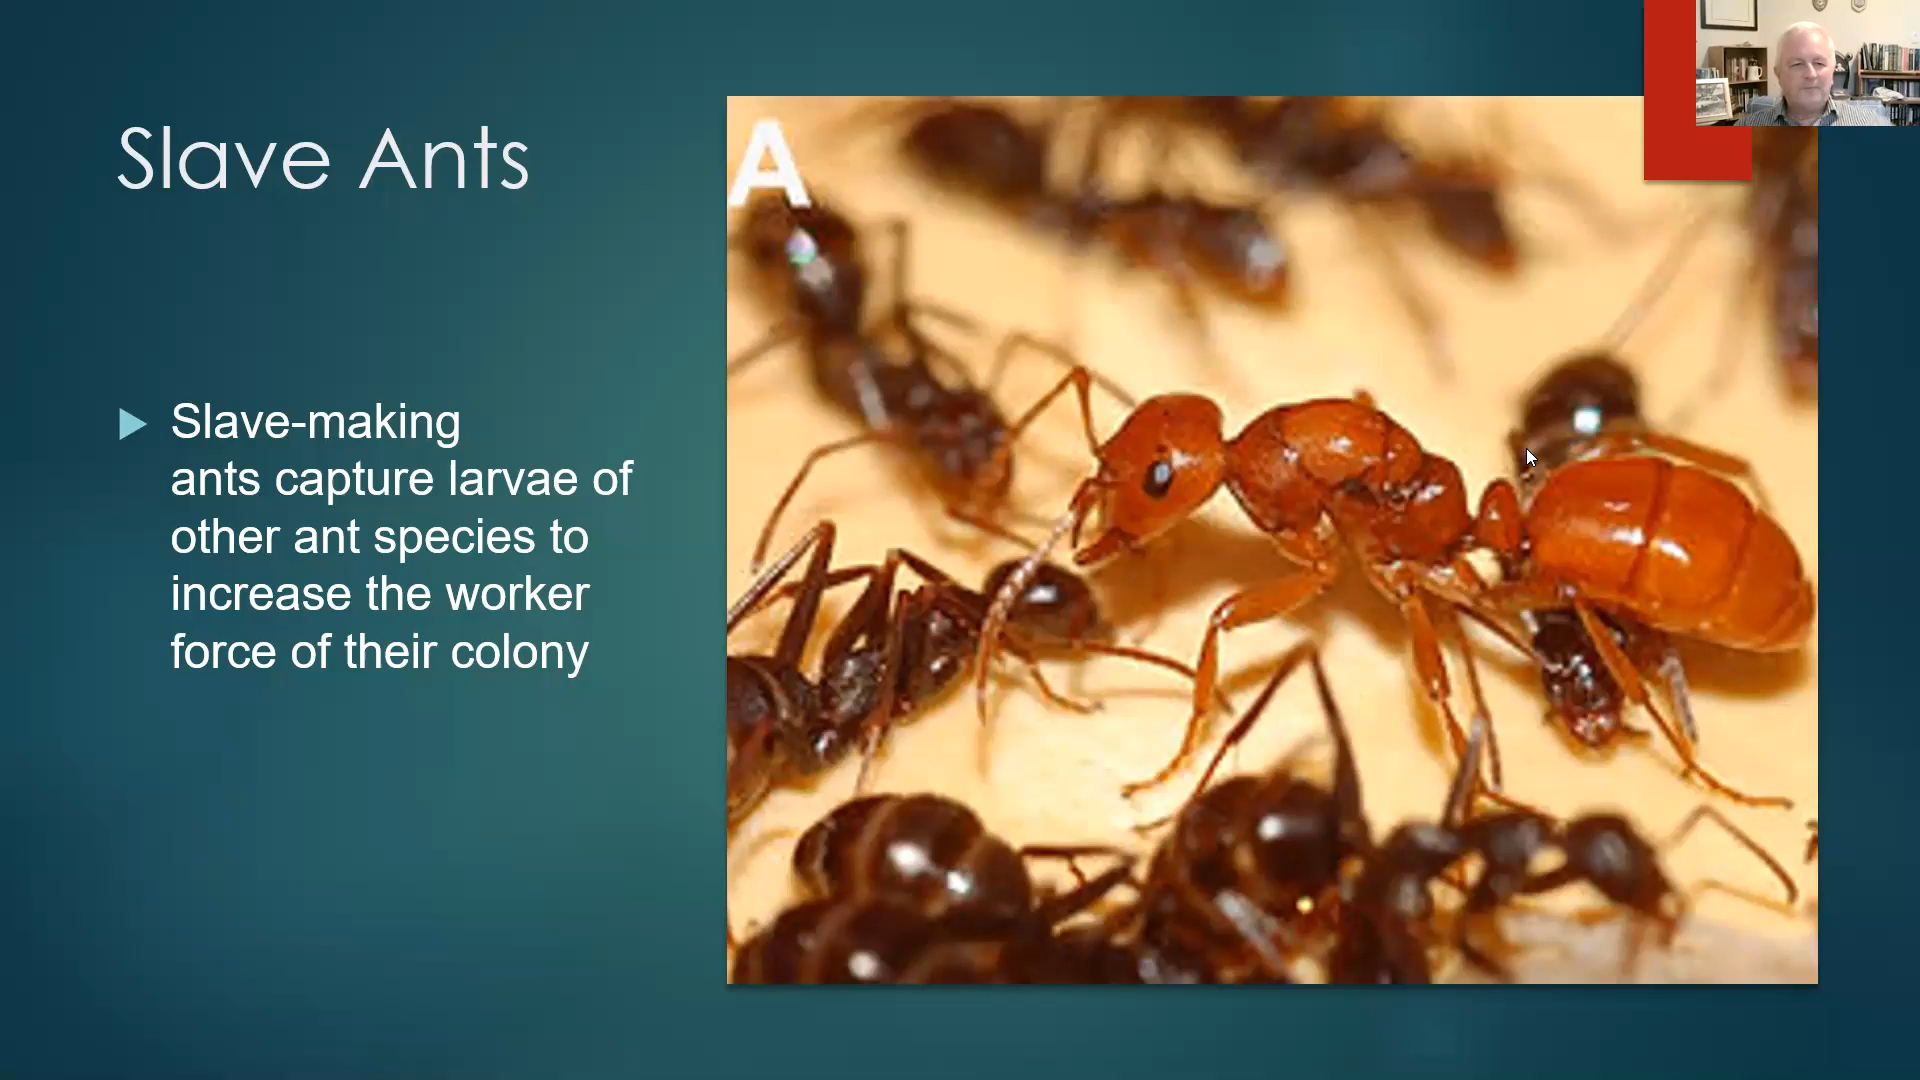 Slave Ants
A
Slave-making
ants capture larvae of
other ant species to
increase the worker
force of their colony